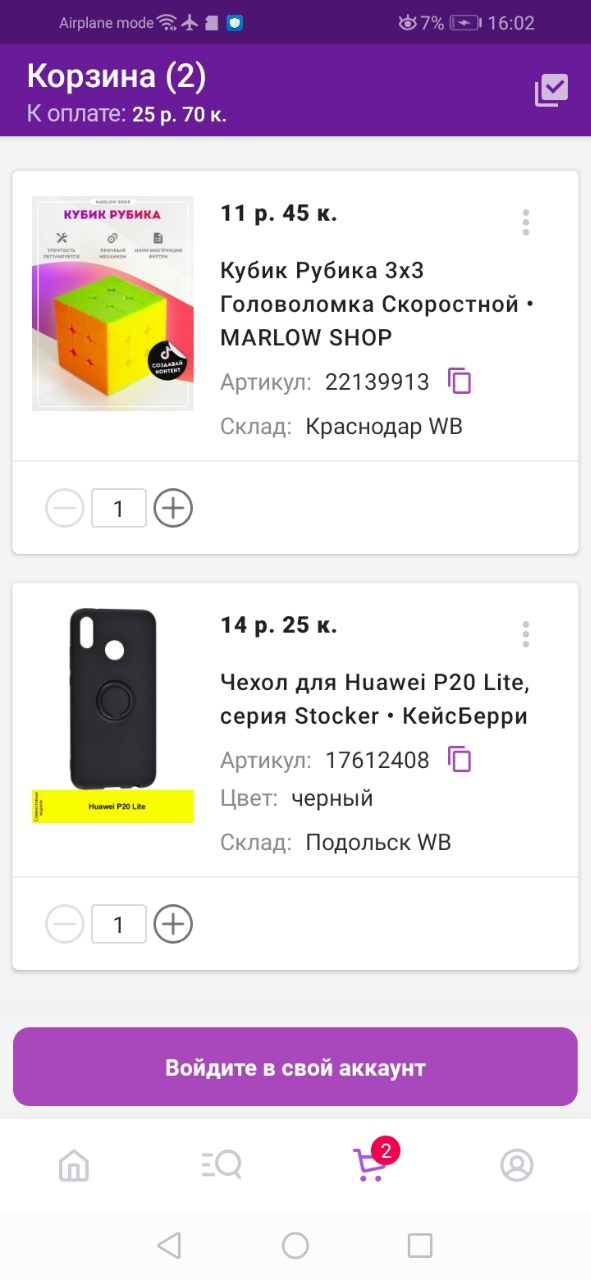 Airplane mode 7% 16:02
Корзина (2)
К оплате: 25 р. 70 к.
MARLOW SHOP
КУБИК РУБИКА
УПРУГОСТЬ
РЕГУЛИРУЕТСЯ
ПРОЧНЫЙ
МЕХАНИЗМ
МИНИ ИНСТРУКЦИЯ
ВНУТРИ
СОЗДАВАЙ
КОНТЕНТ
11 р. 45 к.
Кубик Рубика 3х3
Головоломка Скоростной •
MARLOW SHOP
Артикул: 22139913
Склад: Краснодар WB
1
Huawei P20 Lite
14 р. 25 к.
Чехол для Huawei P20 Lite,
серия Stocker • КейсБерри
Артикул: 17612408
Цвет: черный
Склад: Подольск WB
1
Войдите в свой аккаунт
2